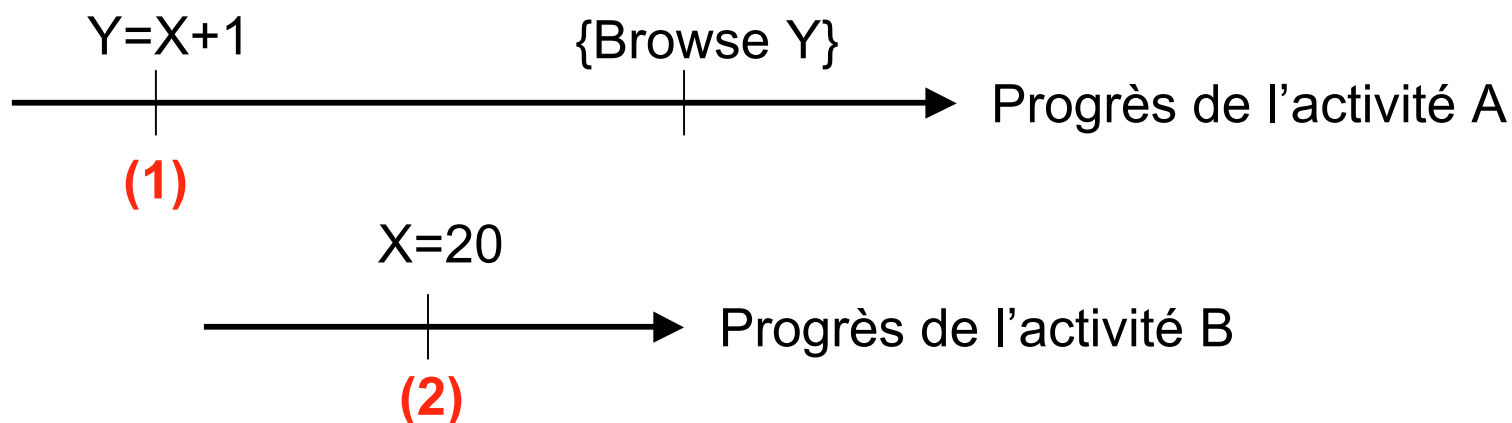 Y=X+1
{Browse Y}
Progrès de l’activité A
(1)
X=20
Progrès de l’activité B
(2)